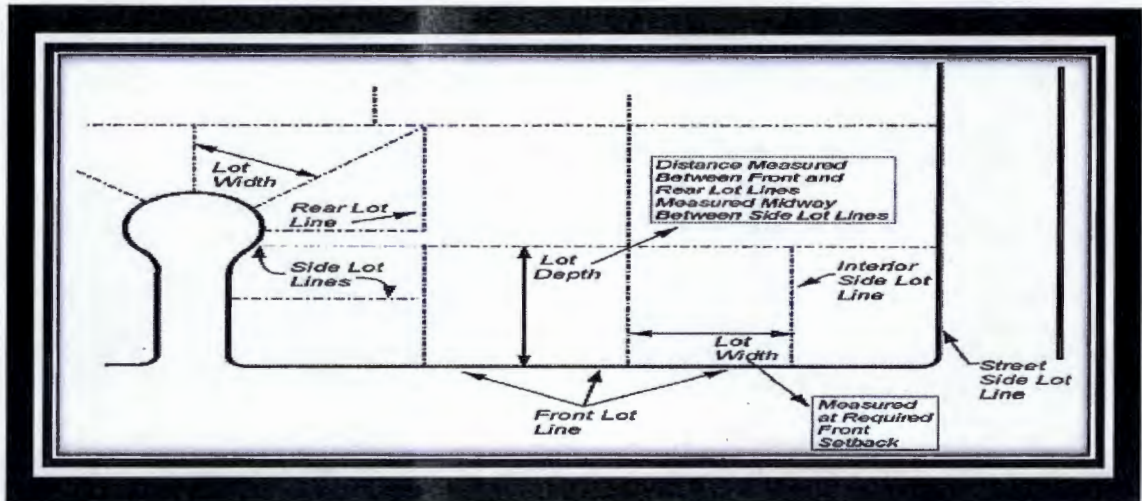 Lot
Width
Rear Lot
Line
Side Lot
Lines
Distance Measured
Between Front and
Rear Lot Lines
Measured Midway
Between Side Lot Lines
Lot
Depth
Interior
Side Lot
Line
Lot
Width
Street
Side Lot
Line
Front Lot
Line
Measured
at Required
Front
Setback